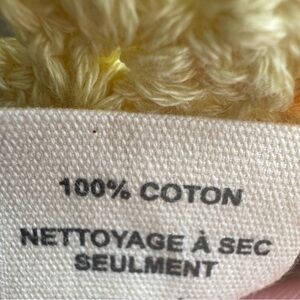 100% COTON
NETTOYAGE À SEC
SEULMENT